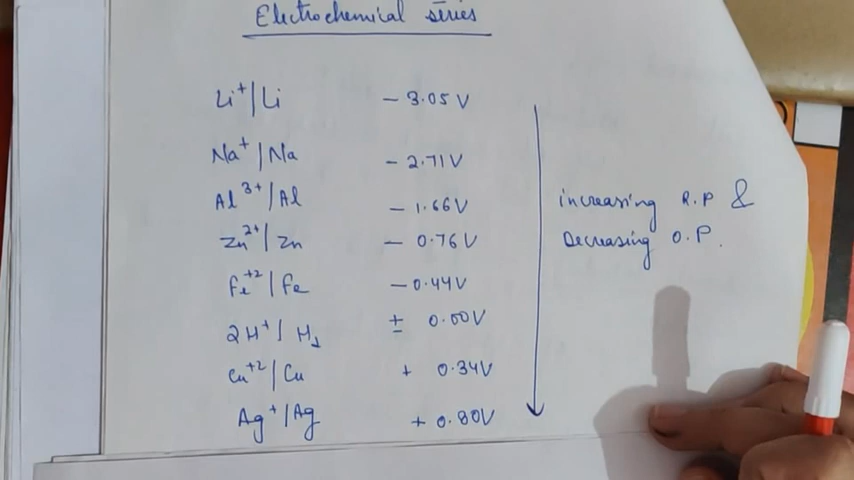 Electrochemical series
Li⁺/Li - 3.05 V
Na⁺/Na - 2.71V
Al³⁺/Al - 1.66V
Zn²⁺/Zn - 0.76V
Fe⁺²/Fe - 0.44V
2H⁺/H₂ ± 0.00V
Cu⁺²/Cu + 0.34V
Ag⁺/Ag + 0.80V
increasing R.P &
Decreasing O.P.